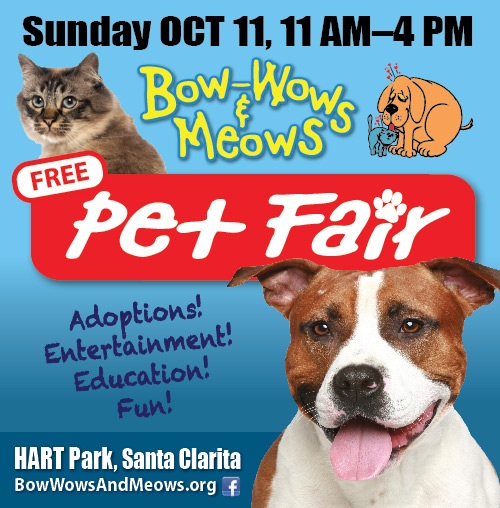 Sunday OCT 11, 11 AM–4 PM
Bow-Wows
&
Meows
FREE
Pet Fair
Adoptions!
Entertainment!
Education!
Fun!
HART Park, Santa Clarita
BowWowsAndMeows.org f